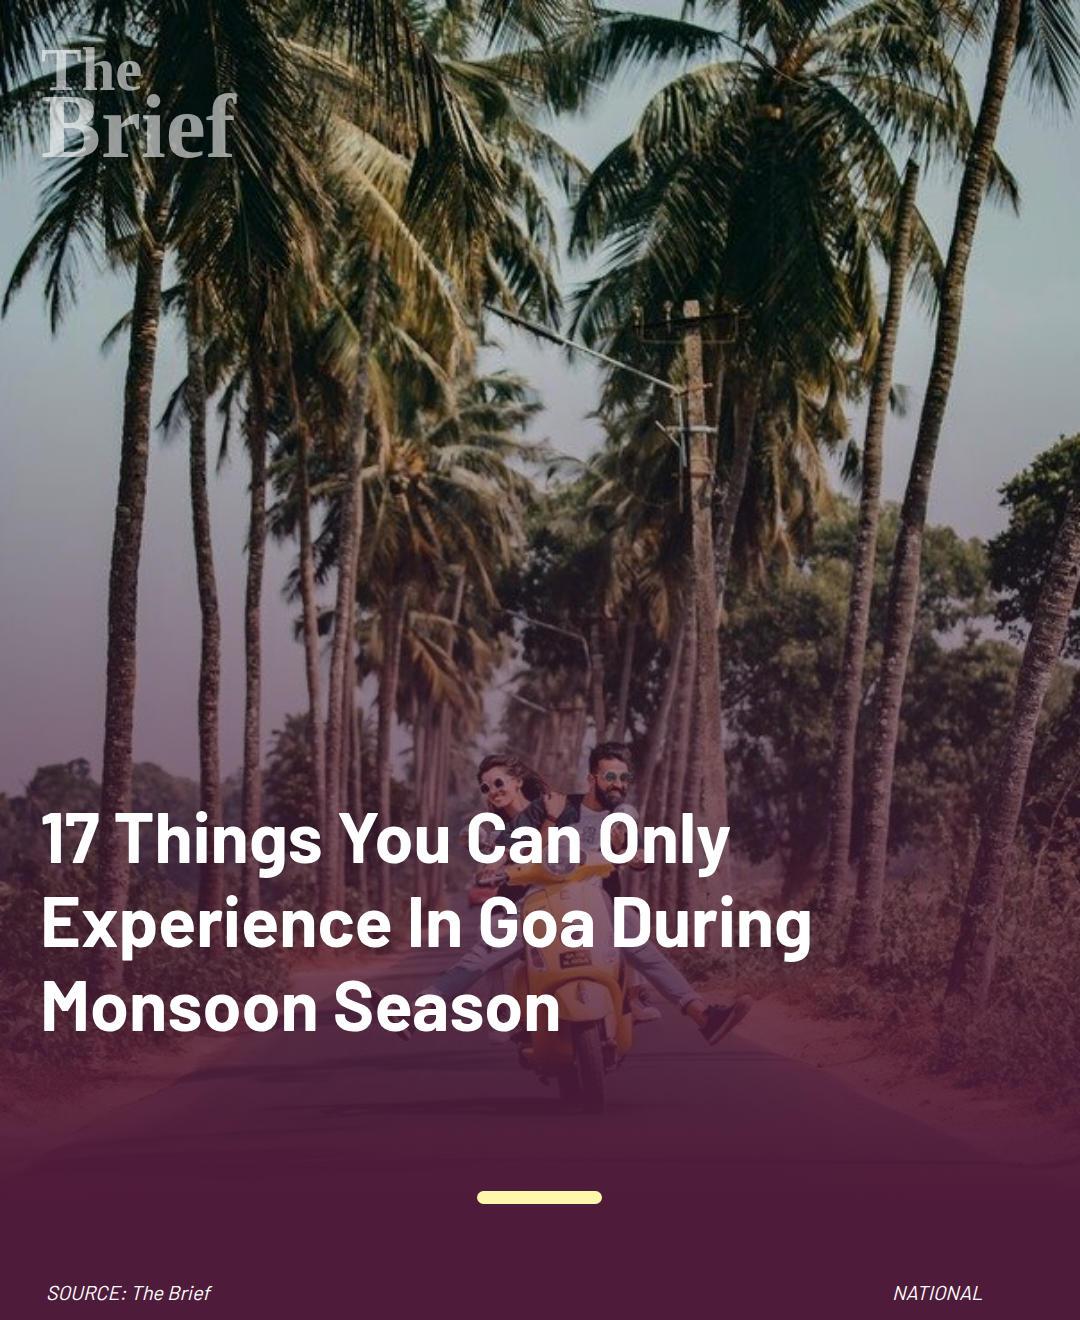 The
Brief
17 Things You Can Only
Experience In Goa During
Monsoon Season
SOURCE: The Brief
NATIONAL